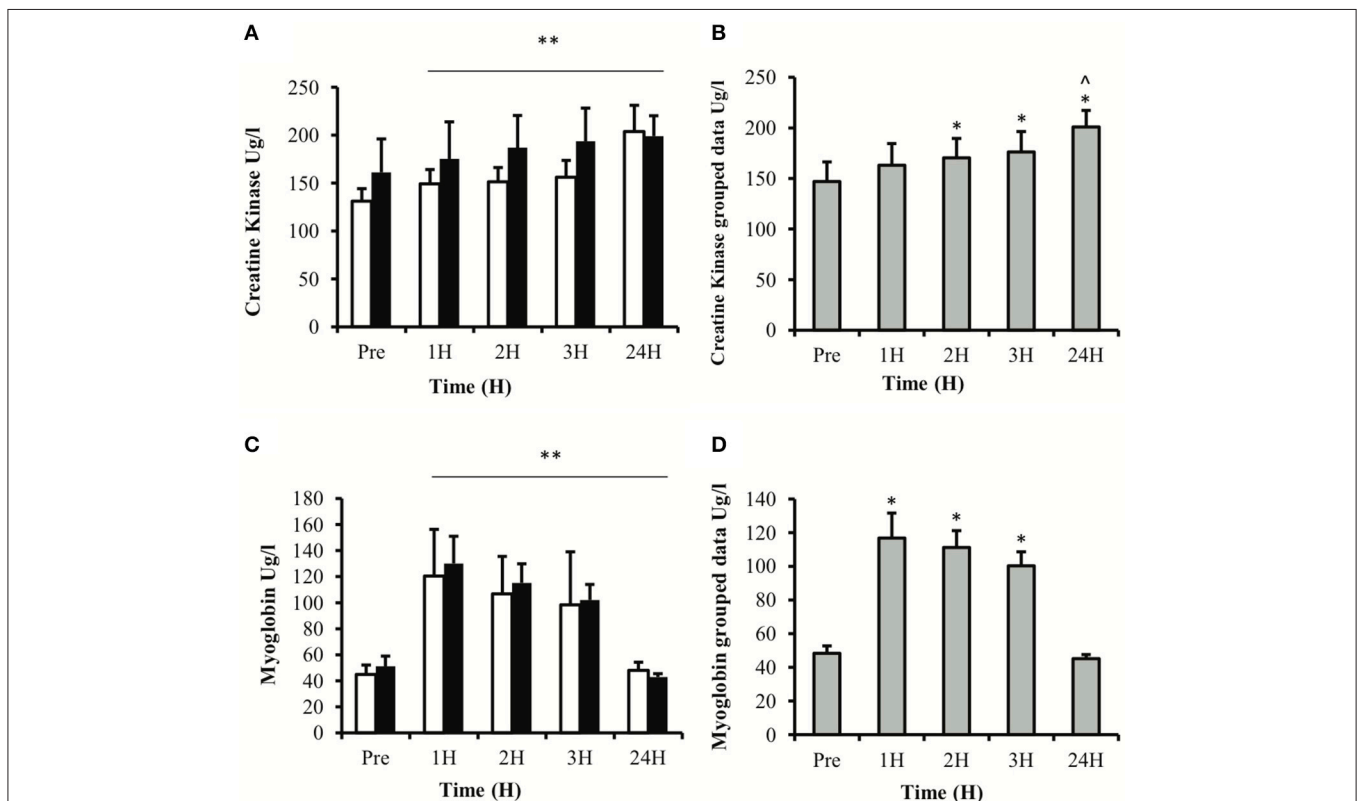 A
**
Creatine Kinase Ug/l
250
200
150
100
50
0
Pre 1H 2H 3H 24H
Time (H)
B
Creatine Kinase grouped data Ug/l
250
200
150
100
50
0
* * ^ *
Pre 1H 2H 3H 24H
Time (H)
C
**
Myoglobin Ug/l
180
160
140
120
100
80
60
40
20
0
Pre 1H 2H 3H 24H
Time (H)
D
Myoglobin grouped data Ug/l
140
120
100
80
60
40
20
0
* * *
Pre 1H 2H 3H 24H
Time (H)